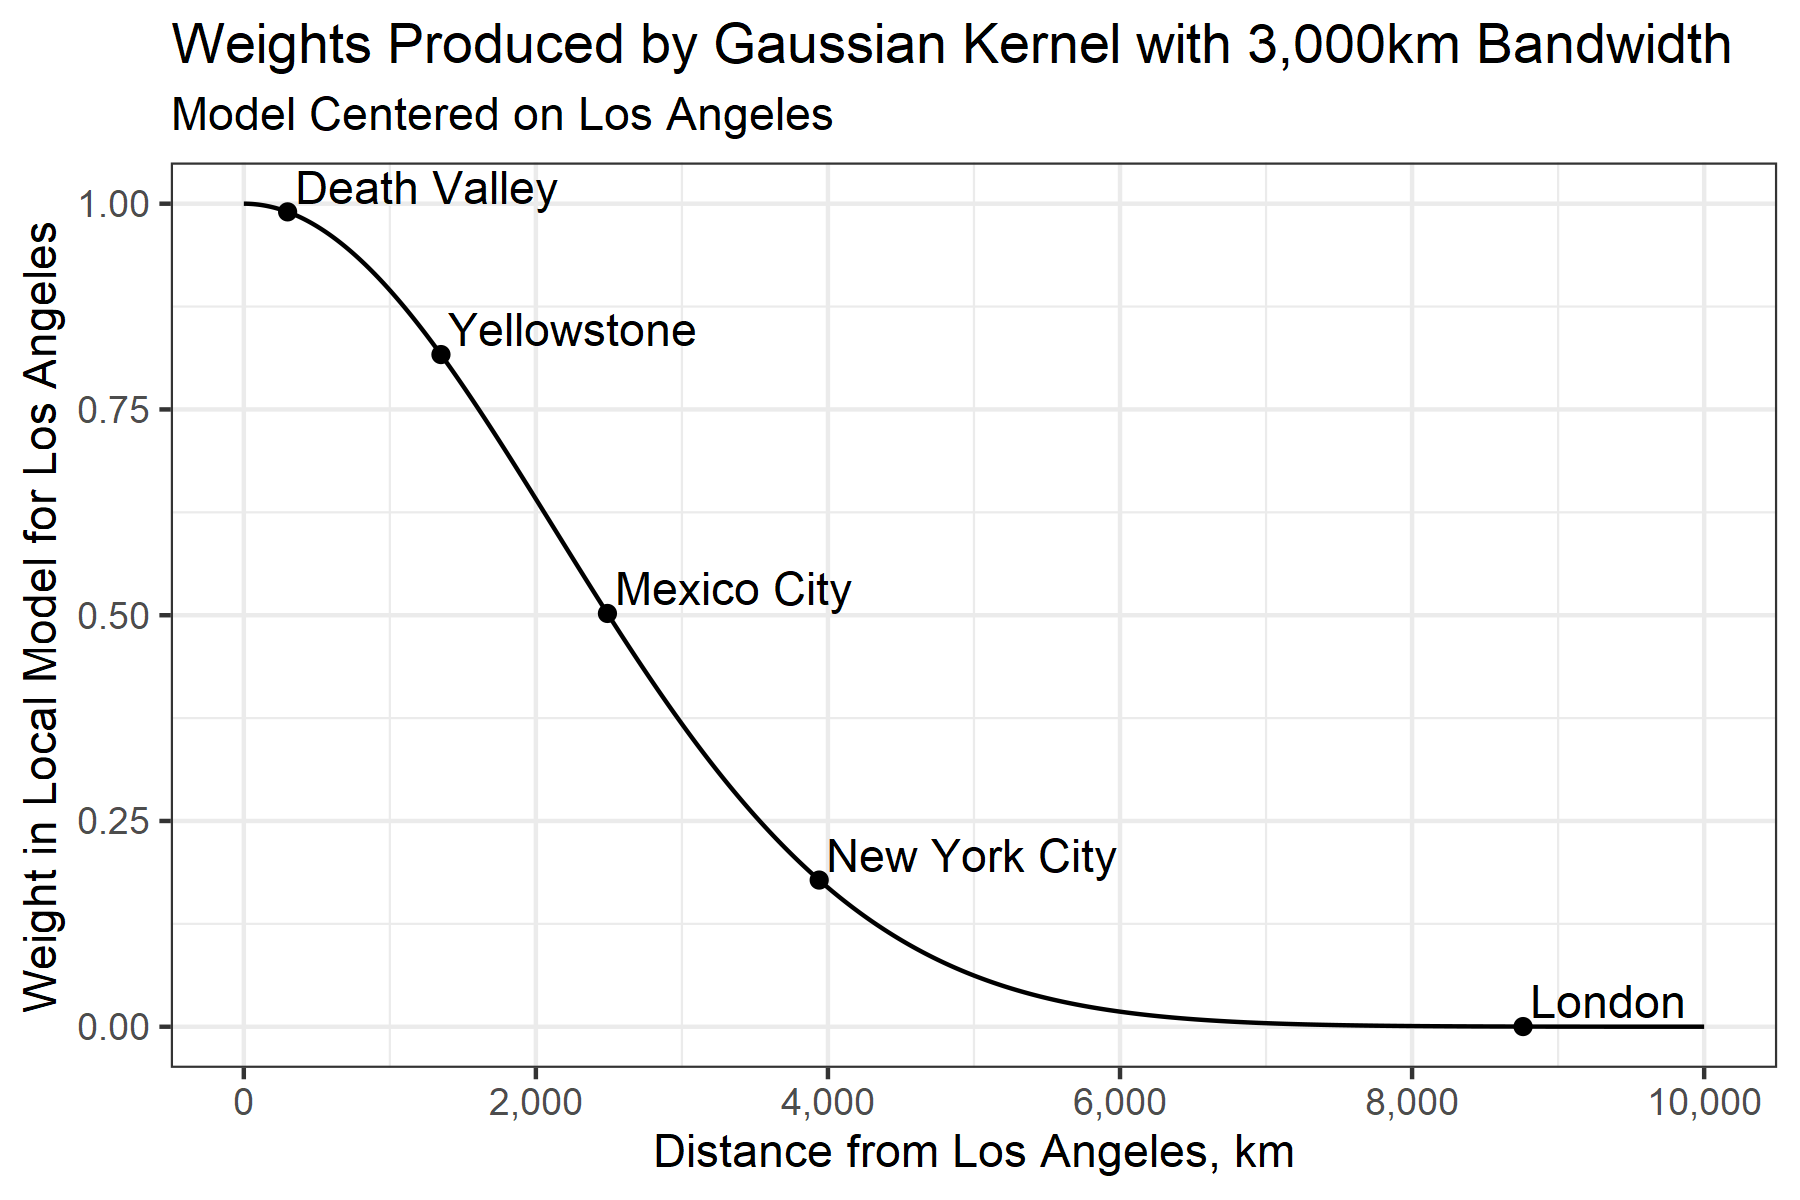 Weights Produced by Gaussian Kernel with 3,000km Bandwidth
Model Centered on Los Angeles
Weight in Local Model for Los Angeles
1.00
0.75
0.50
0.25
0.00
Death Valley
Yellowstone
Mexico City
New York City
London
0
2,000
4,000
6,000
8,000
10,000
Distance from Los Angeles, km